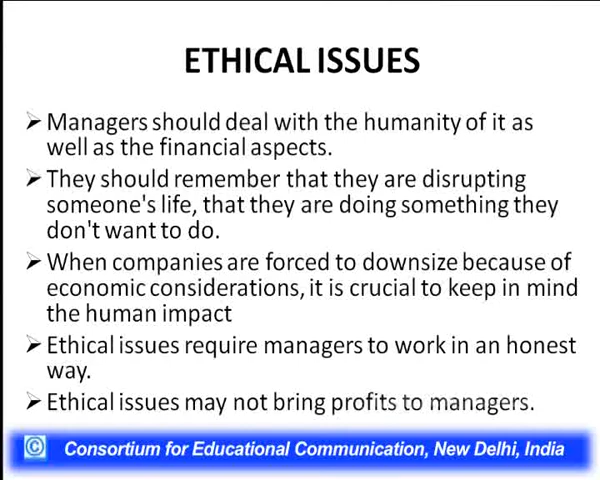 ETHICAL ISSUES
➢ Managers should deal with the humanity of it as
well as the financial aspects.
➢ They should remember that they are disrupting
someone's life, that they are doing something they
don't want to do.
➢ When companies are forced to downsize because of
economic considerations, it is crucial to keep in mind
the human impact
➢ Ethical issues require managers to work in an honest
way.
➢ Ethical issues may not bring profits to managers.
© Consortium for Educational Communication, New Delhi, India